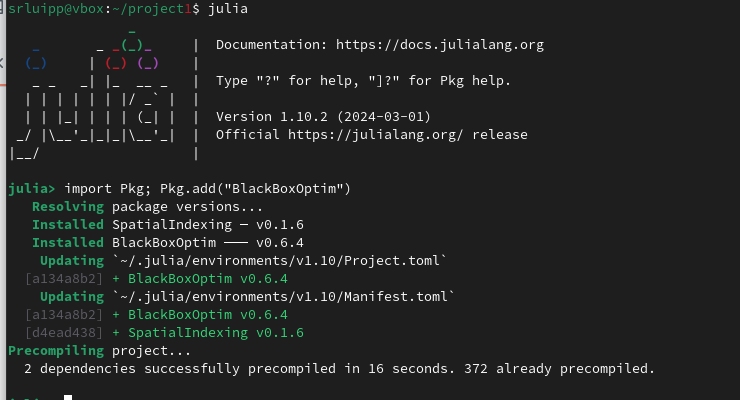 srluipp@vbox:~/project1$ julia
               _
   _       _ _(_)_     |  Documentation: https://docs.julialang.org
  (_)     | (_) (_)    |
   _ _   _| |_  __ _   |  Type "?" for help, "]?" for Pkg help.
  | | | | | | |/ _` |  |
  | | |_| | | | (_| |  |  Version 1.10.2 (2024-03-01)
 _/ |\__'_|_|_|\__'_|  |  Official https://julialang.org/ release
|__/                   |
julia> import Pkg; Pkg.add("BlackBoxOptim")
   Resolving package versions...
   Installed SpatialIndexing ─ v0.1.6
   Installed BlackBoxOptim ─── v0.6.4
    Updating `~/.julia/environments/v1.10/Project.toml`
  [a134a8b2] + BlackBoxOptim v0.6.4
    Updating `~/.julia/environments/v1.10/Manifest.toml`
  [a134a8b2] + BlackBoxOptim v0.6.4
  [d4ead438] + SpatialIndexing v0.1.6
Precompiling project...
  2 dependencies successfully precompiled in 16 seconds. 372 already precompiled.